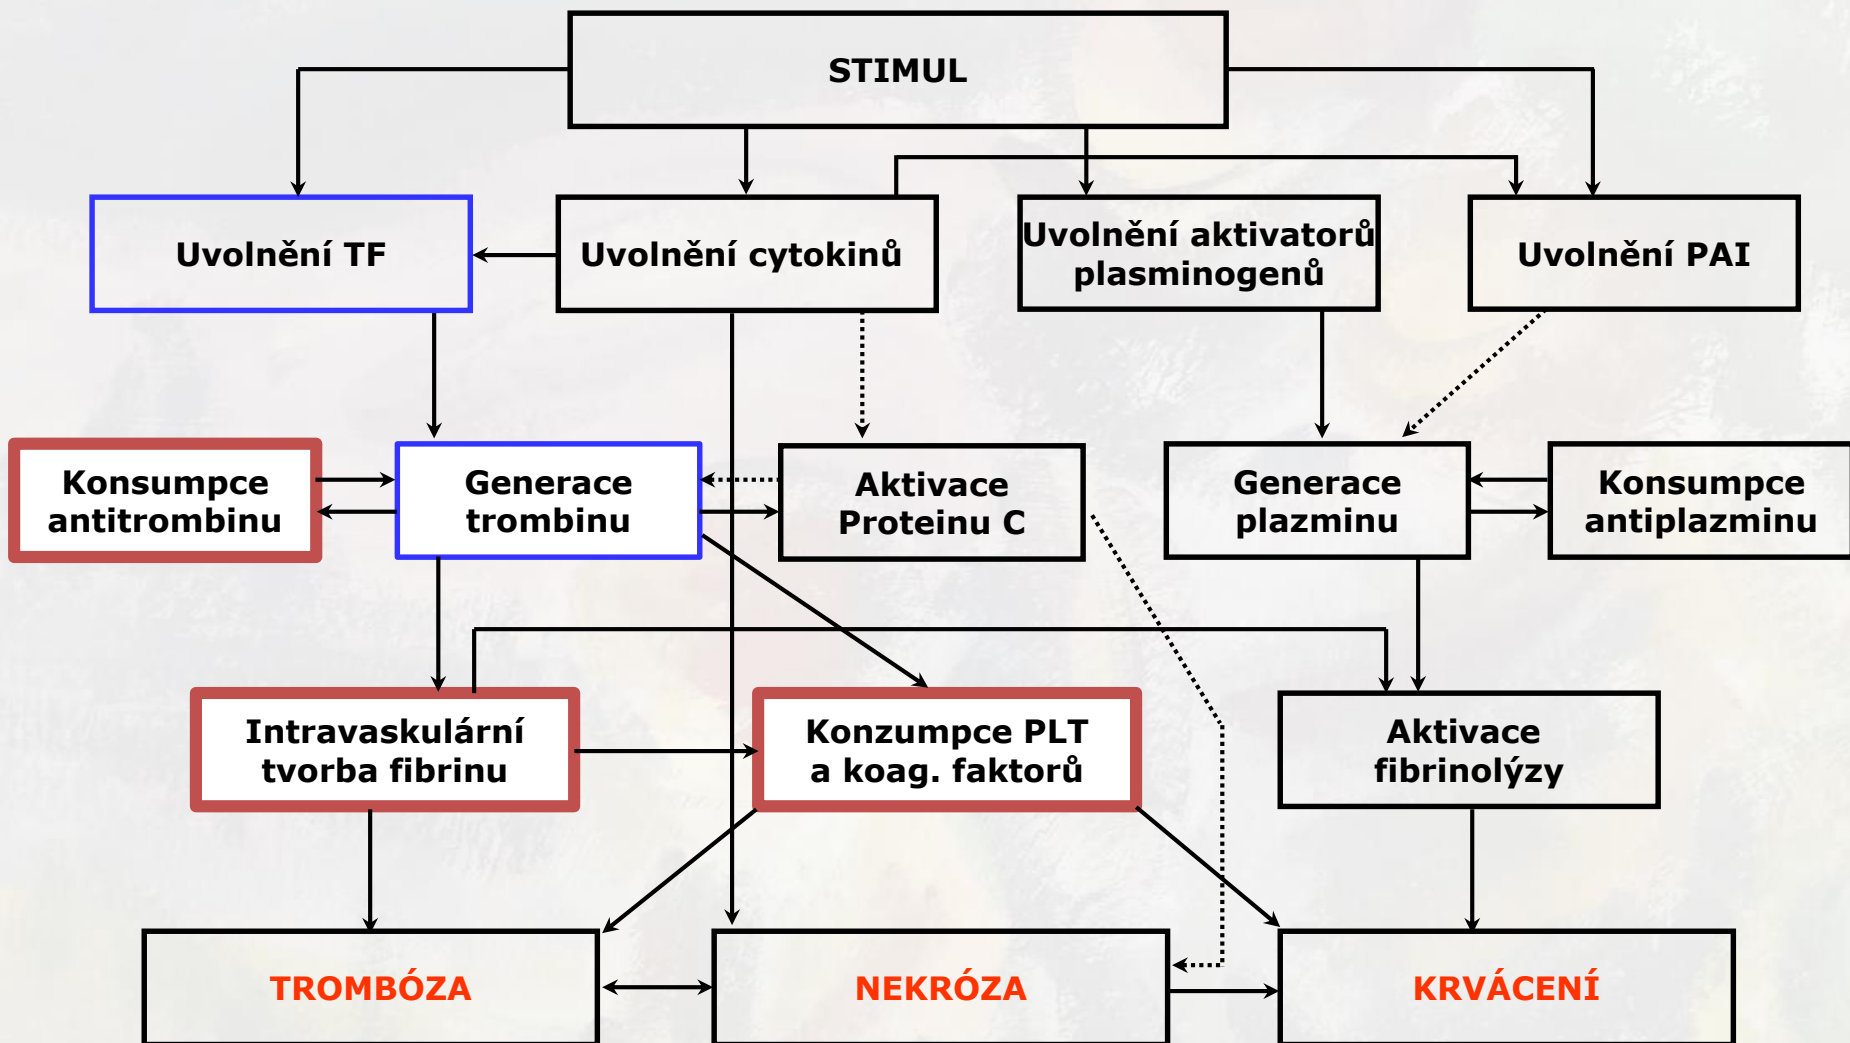 STIMUL
Uvolnění TF
Uvolnění cytokinů
Uvolnění aktivatorů
plasminogenů
Uvolnění PAI
Konsumpce
antitrombinu
Generace
trombinu
Aktivace
Proteinu C
Generace
plazminu
Konsumpce
antiplazminu
Intravaskulární
tvorba fibrinu
Konzumpce PLT
a koag. faktorů
Aktivace
fibrinolýzy
TROMBÓZA
NEKRÓZA
KRVÁCENÍ